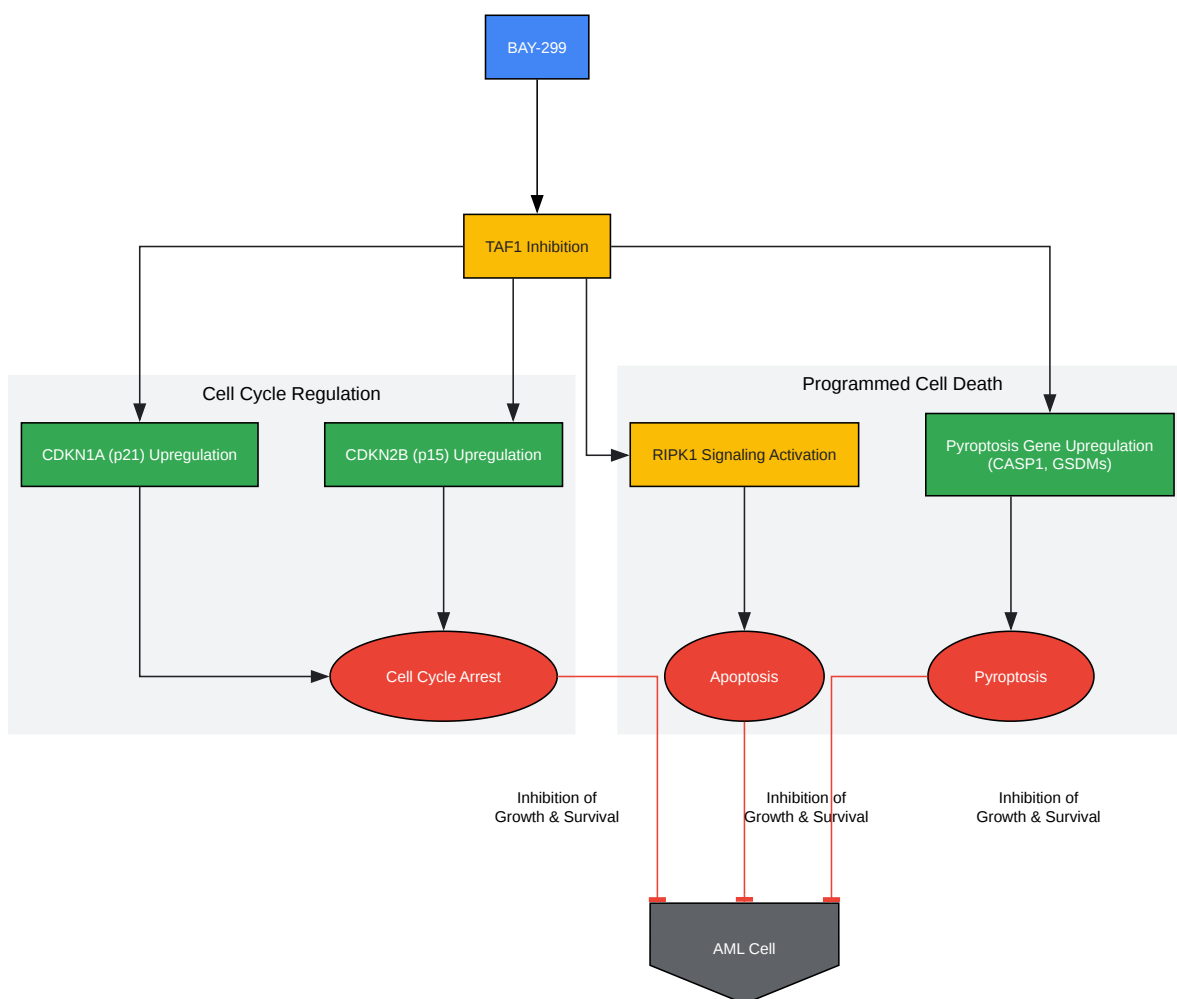 BAY-299
TAF1 Inhibition
Cell Cycle Regulation
Programmed Cell Death
CDKN1A (p21) Upregulation
CDKN2B (p15) Upregulation
RIPK1 Signaling Activation
Pyroptosis Gene Upregulation
(CASP1, GSDMs)
Cell Cycle Arrest
Apoptosis
Pyroptosis
Inhibition of
Growth & Survival
Inhibition of
Growth & Survival
Inhibition of
Growth & Survival
AML Cell